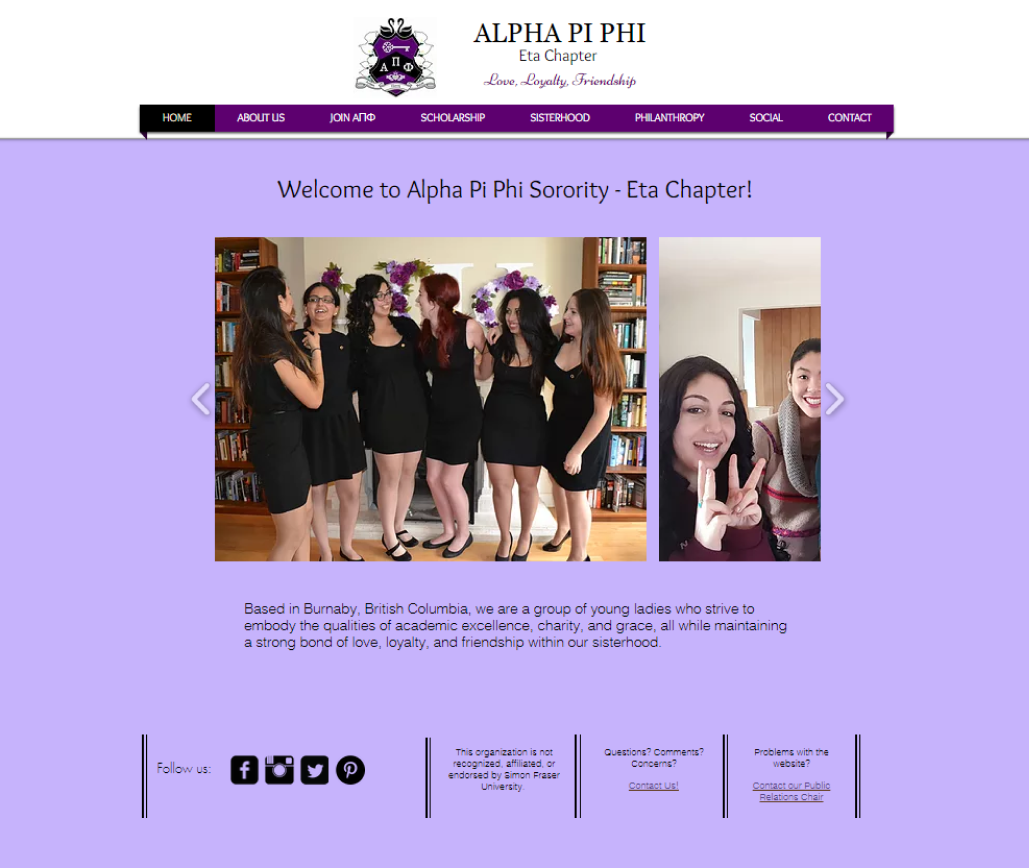 ALPHA PI PHI
Eta Chapter
Love, Loyalty, Friendship
Α Π Φ
HOME
ABOUT US
JOIN ΑΠΦ
SCHOLARSHIP
SISTERHOOD
PHILANTHROPY
SOCIAL
CONTACT
Welcome to Alpha Pi Phi Sorority - Eta Chapter!
Based in Burnaby, British Columbia, we are a group of young ladies who strive to
embody the qualities of academic excellence, charity, and grace, all while maintaining
a strong bond of love, loyalty, and friendship within our sisterhood.
Follow us:
This organization is not
recognized, affiliated, or
endorsed by Simon Fraser
University.
Questions? Comments?
Concerns?
Contact Us!
Problems with the
website?
Contact our Public
Relations Chair